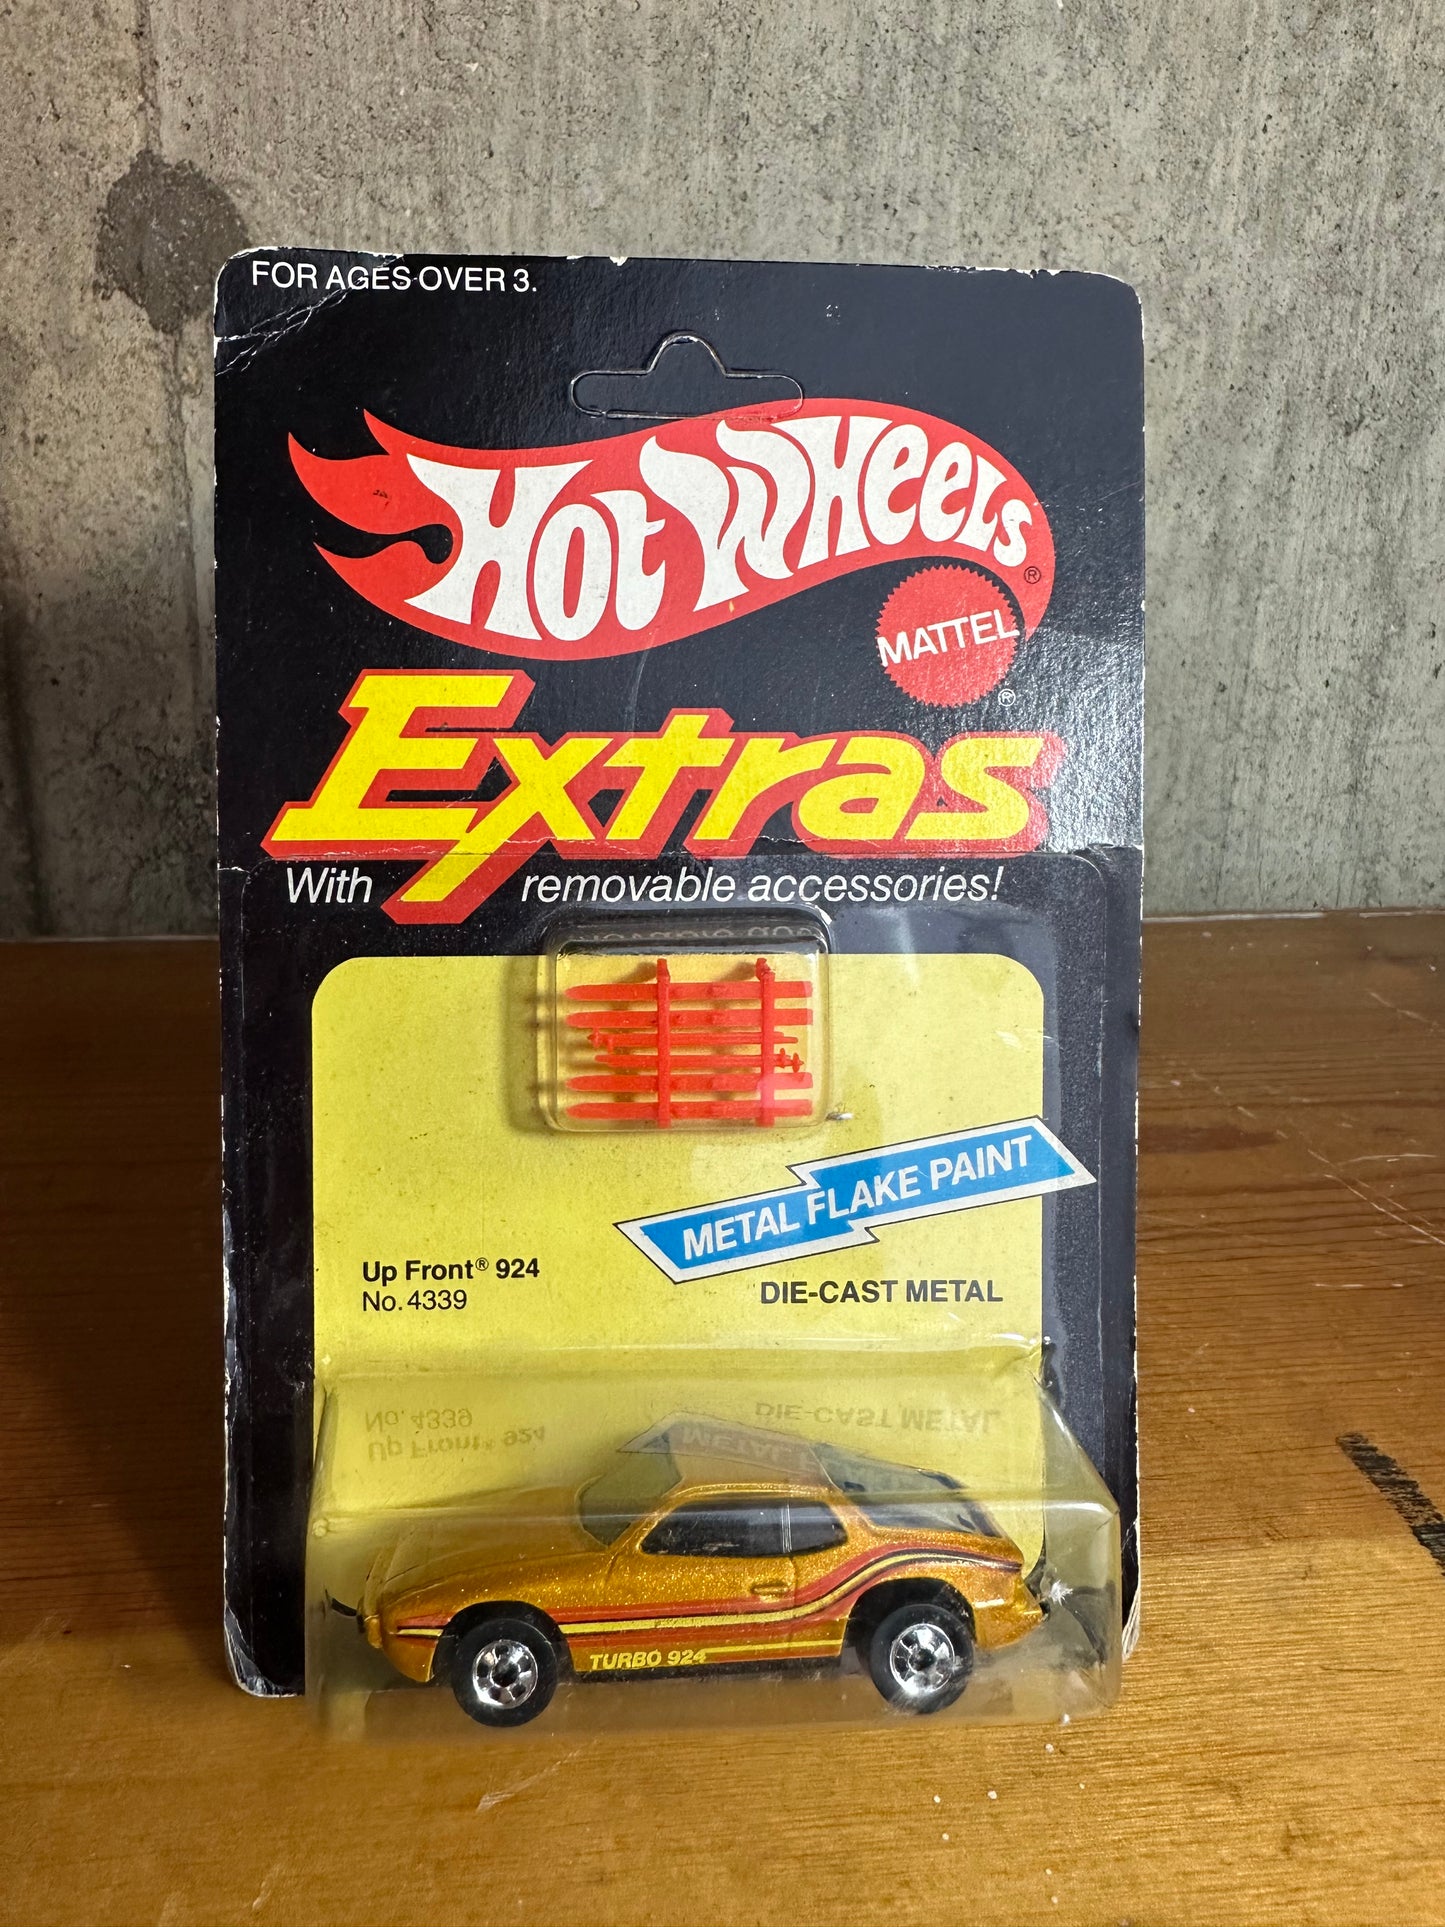 FOR AGES OVER 3.
HOT WHEELS®
MATTEL
®
Extras
With removable accessories!
METAL FLAKE PAINT
Up Front® 924
No. 4339
DIE-CAST METAL
TURBO 924